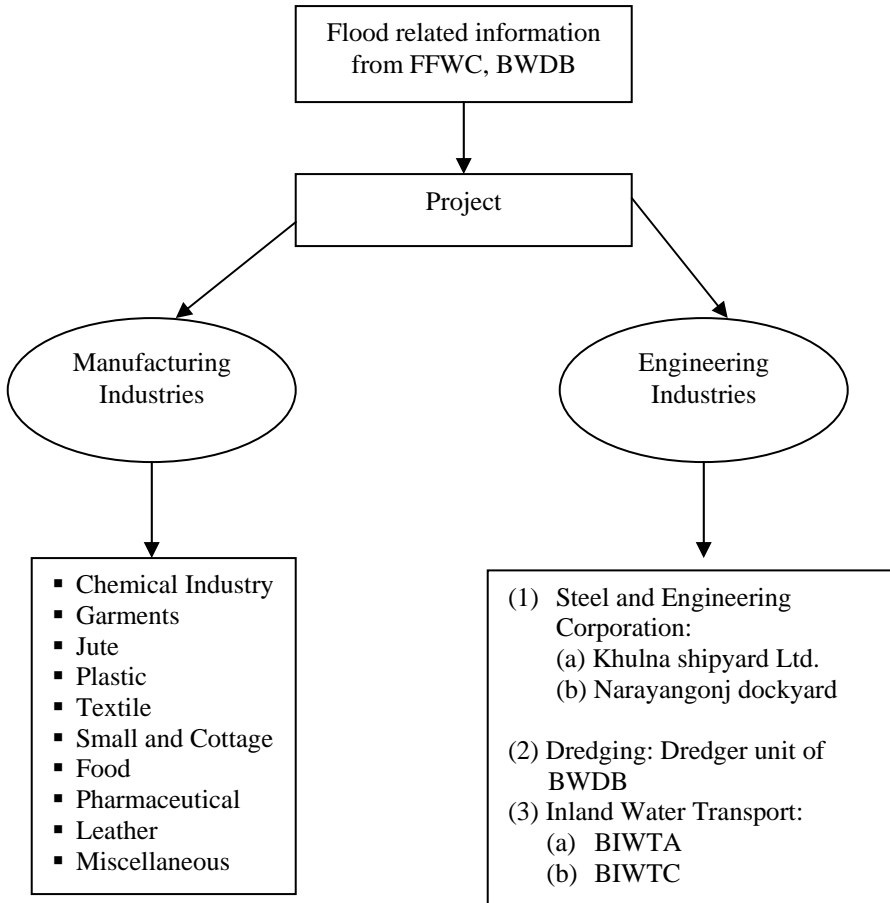 Flood related information
from FFWC, BWDB
Project
Manufacturing
Industries
Engineering
Industries
▪ Chemical Industry
▪ Garments
▪ Jute
▪ Plastic
▪ Textile
▪ Small and Cottage
▪ Food
▪ Pharmaceutical
▪ Leather
▪ Miscellaneous
(1) Steel and Engineering
Corporation:
(a) Khulna shipyard Ltd.
(b) Narayangonj dockyard
(2) Dredging: Dredger unit of
BWDB
(3) Inland Water Transport:
(a) BIWTA
(b) BIWTC